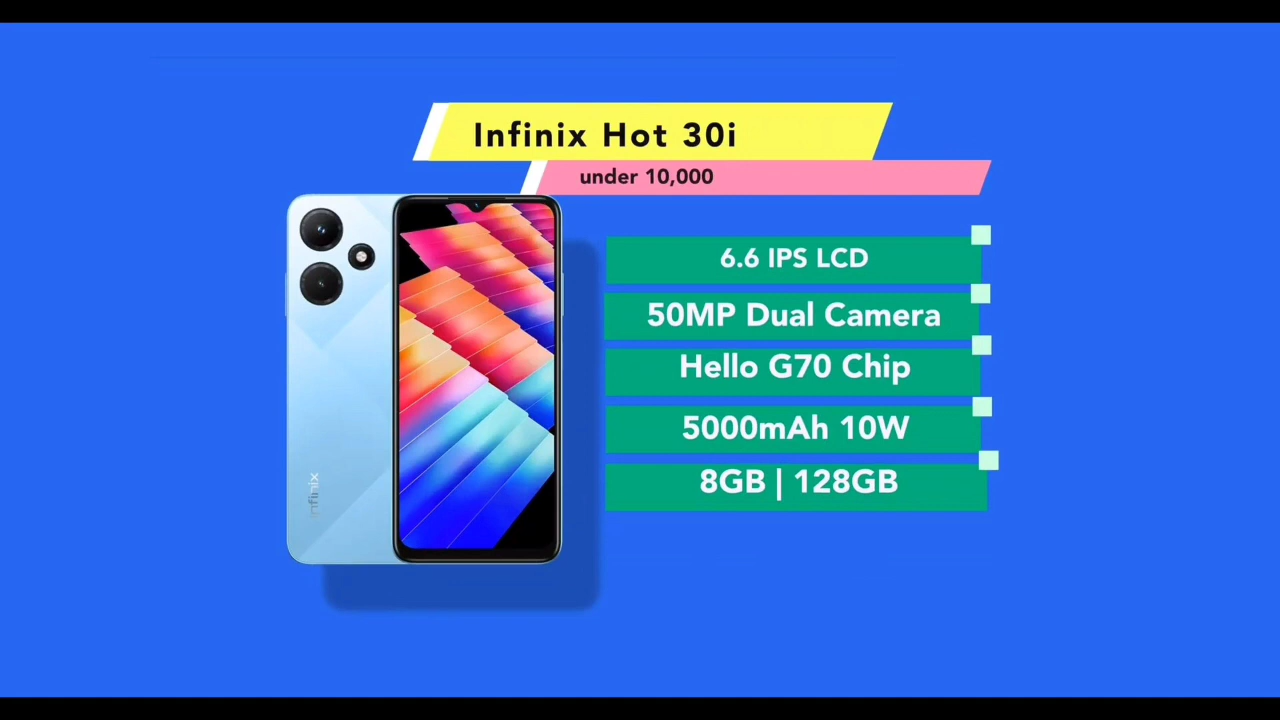 Infinix Hot 30i
under 10,000
6.6 IPS LCD
50MP Dual Camera
Hello G70 Chip
5000mAh 10W
8GB | 128GB
Infinix